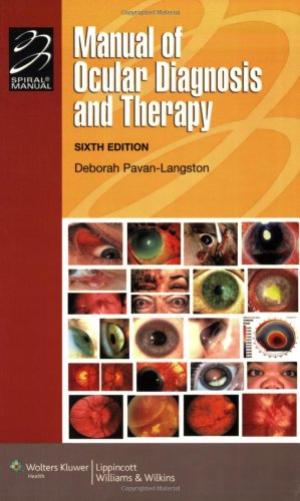 SPIRAL® MANUAL
Manual of
Ocular Diagnosis
and Therapy
SIXTH EDITION
Deborah Pavan-Langston
Wolters Kluwer
Health
Lippincott
Williams & Wilkins